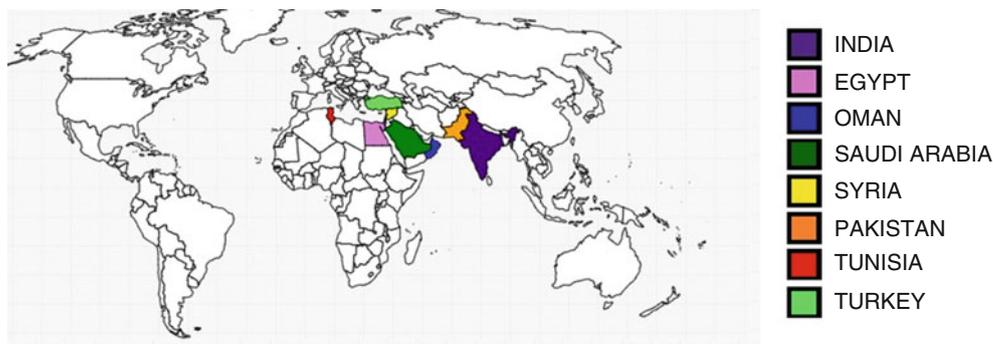 INDIA
EGYPT
OMAN
SAUDI ARABIA
SYRIA
PAKISTAN
TUNISIA
TURKEY